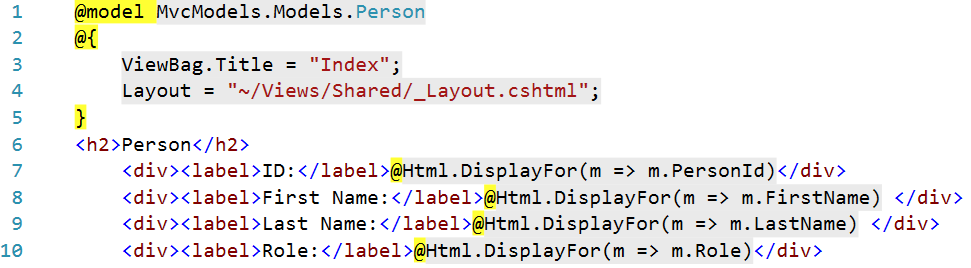 1 @model MvcModels.Models.Person
2 @{
3 ViewBag.Title = "Index";
4 Layout = "~/Views/Shared/_Layout.cshtml";
5 }
6 <h2>Person</h2>
7 <div><label>ID:</label>@Html.DisplayFor(m => m.PersonId)</div>
8 <div><label>First Name:</label>@Html.DisplayFor(m => m.FirstName) </div>
9 <div><label>Last Name:</label>@Html.DisplayFor(m => m.LastName) </div>
10 <div><label>Role:</label>@Html.DisplayFor(m => m.Role)</div>